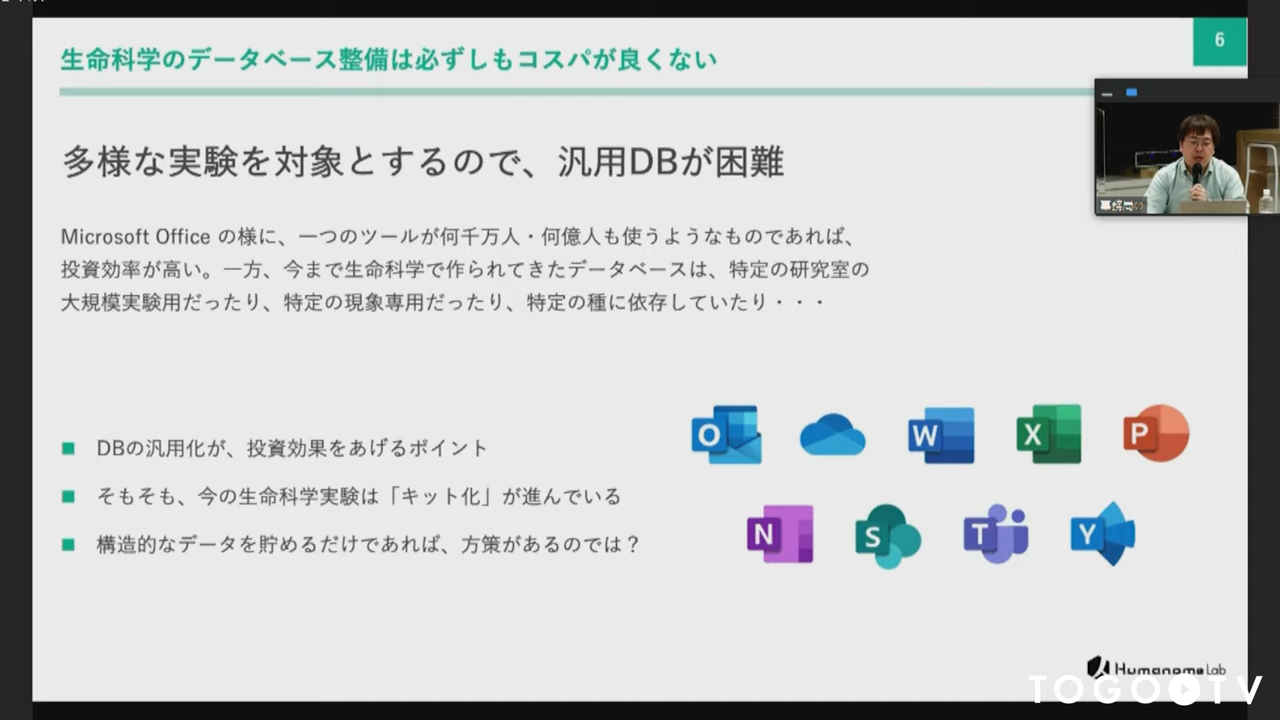 生命科学のデータベース整備は必ずしもコスパが良くない
6
多様な実験を対象とするので、汎用DBが困難
Microsoft Office の様に、一つのツールが何千万人・何億人も使うようなものであれば、
投資効率が高い。一方、今まで生命科学で作られてきたデータベースは、特定の研究室の
大規模実験用だったり、特定の現象専用だったり、特定の種に依存していたり・・・
DBの汎用化が、投資効果をあげるポイント
そもそも、今の生命科学実験は「キット化」が進んでいる
構造的なデータを貯めるだけであれば、方策があるのでは？
O
W
X
P
N
S
T
Y
Humanome Lab
TOGOTV